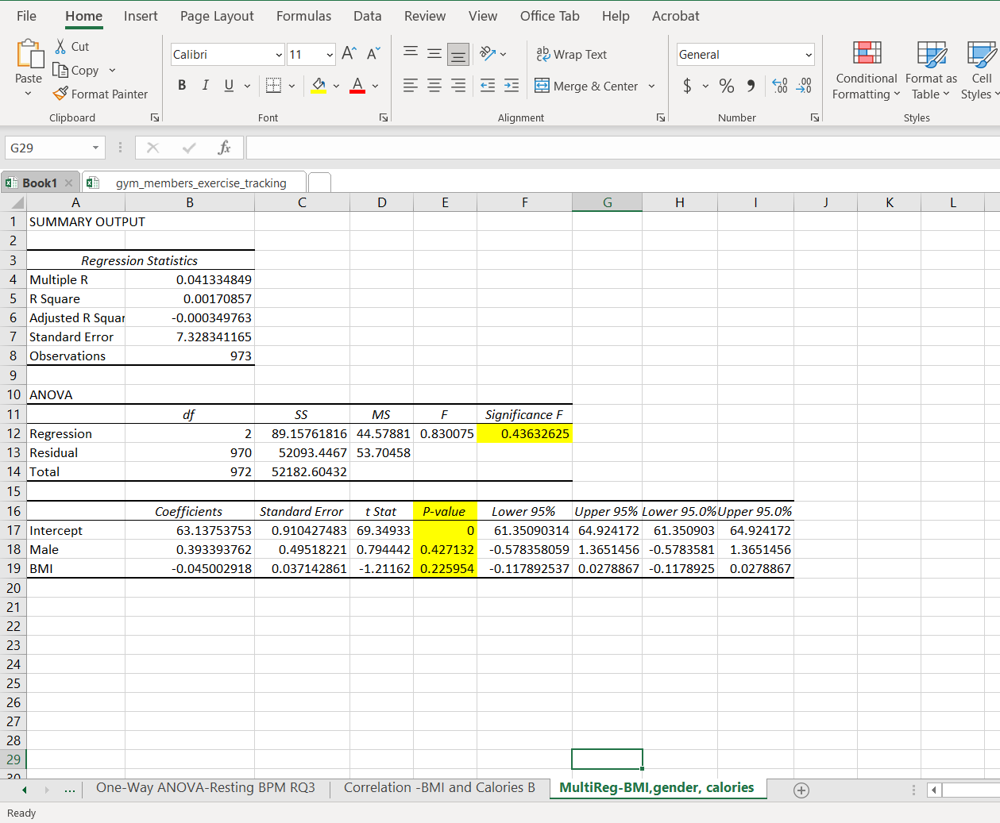 File Home Insert Page Layout Formulas Data Review View Office Tab Help Acrobat
Paste
Cut
Copy
Format Painter
Clipboard
Calibri 11
B I U A
Font
ab Wrap Text
Merge & Center
Alignment
General
$ % , .00 .00
Number
Conditional Formatting
Format as Table
Cell Styles
Styles
G29 fx
Book1 gym_members_exercise_tracking
A B C D E F G H I J K L
1 SUMMARY OUTPUT
2
3 Regression Statistics
4 Multiple R 0.041334849
5 R Square 0.00170857
6 Adjusted R Squar -0.000349763
7 Standard Error 7.328341165
8 Observations 973
9
10 ANOVA
11 df SS MS F Significance F
12 Regression 2 89.15761816 44.57881 0.830075 0.43632625
13 Residual 970 52093.4467 53.70458
14 Total 972 52182.60432
15
16 Coefficients Standard Error t Stat P-value Lower 95% Upper 95% Lower 95.0% Upper 95.0%
17 Intercept 63.13753753 0.910427483 69.34933 0 61.35090314 64.924172 61.350903 64.924172
18 Male 0.393393762 0.49518221 0.794442 0.427132 -0.578358059 1.3651456 -0.5783581 1.3651456
19 BMI -0.045002918 0.037142861 -1.21162 0.225954 -0.117892537 0.0278867 -0.1178925 0.0278867
20
21
22
23
24
25
26
27
28
29
30
... One-Way ANOVA-Resting BPM RQ3 Correlation -BMI and Calories B MultiReg-BMI,gender, calories
Ready